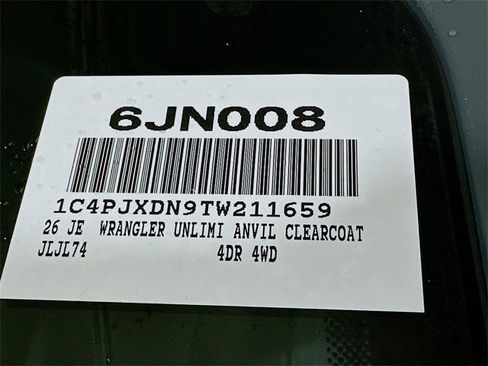 6JN008
1C4PJXDN9TW211659
26 JE WRANGLER UNLIMI ANVIL CLEARCOAT
JLJL74 4DR 4WD